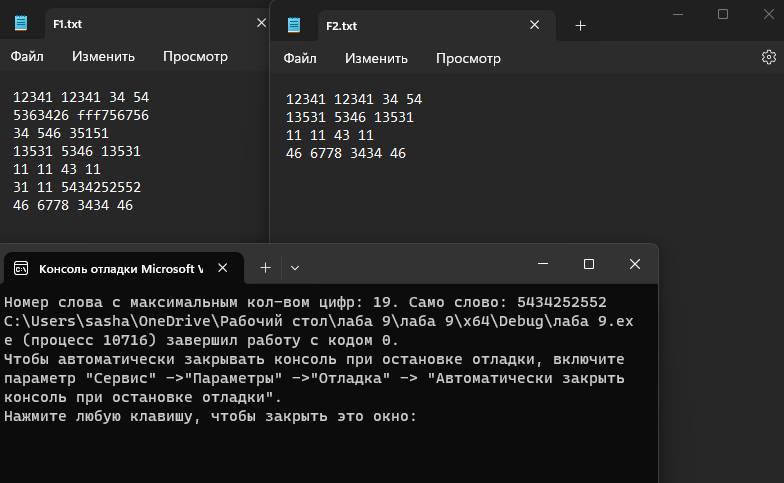 F1.txt
Файл Изменить Просмотр
12341 12341 34 54
5363426 fff756756
34 546 35151
13531 5346 13531
11 11 43 11
31 11 5434252552
46 6778 3434 46
F2.txt
Файл Изменить Просмотр
12341 12341 34 54
13531 5346 13531
11 11 43 11
46 6778 3434 46
Консоль отладки Microsoft V
Номер слова с максимальным кол-вом цифр: 19. Само слово: 5434252552
C:\Users\sasha\OneDrive\Рабочий стол\лаба 9\лаба 9\x64\Debug\лаба 9.ex
e (процесс 10716) завершил работу с кодом 0.
Чтобы автоматически закрывать консоль при остановке отладки, включите
параметр "Сервис" ->"Параметры" ->"Отладка" -> "Автоматически закрыть
консоль при остановке отладки".
Нажмите любую клавишу, чтобы закрыть это окно: